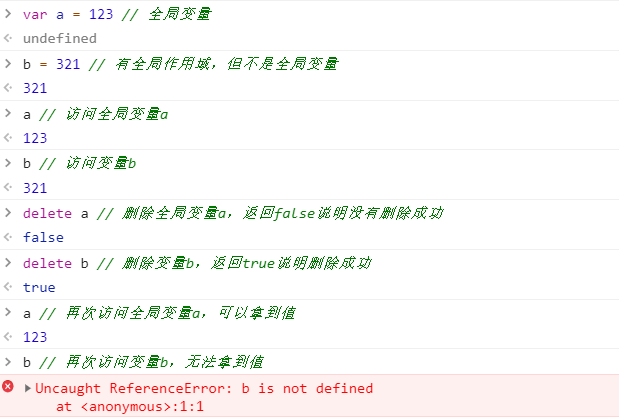 var a = 123 // 全局变量
undefined
b = 321 // 有全局作用域，但不是全局变量
321
a // 访问全局变量a
123
b // 访问变量b
321
delete a // 删除全局变量a，返回false说明没有删除成功
false
delete b // 删除变量b，返回true说明删除成功
true
a // 再次访问全局变量a，可以拿到值
123
b // 再次访问变量b，无法拿到值
Uncaught ReferenceError: b is not defined
at <anonymous>:1:1